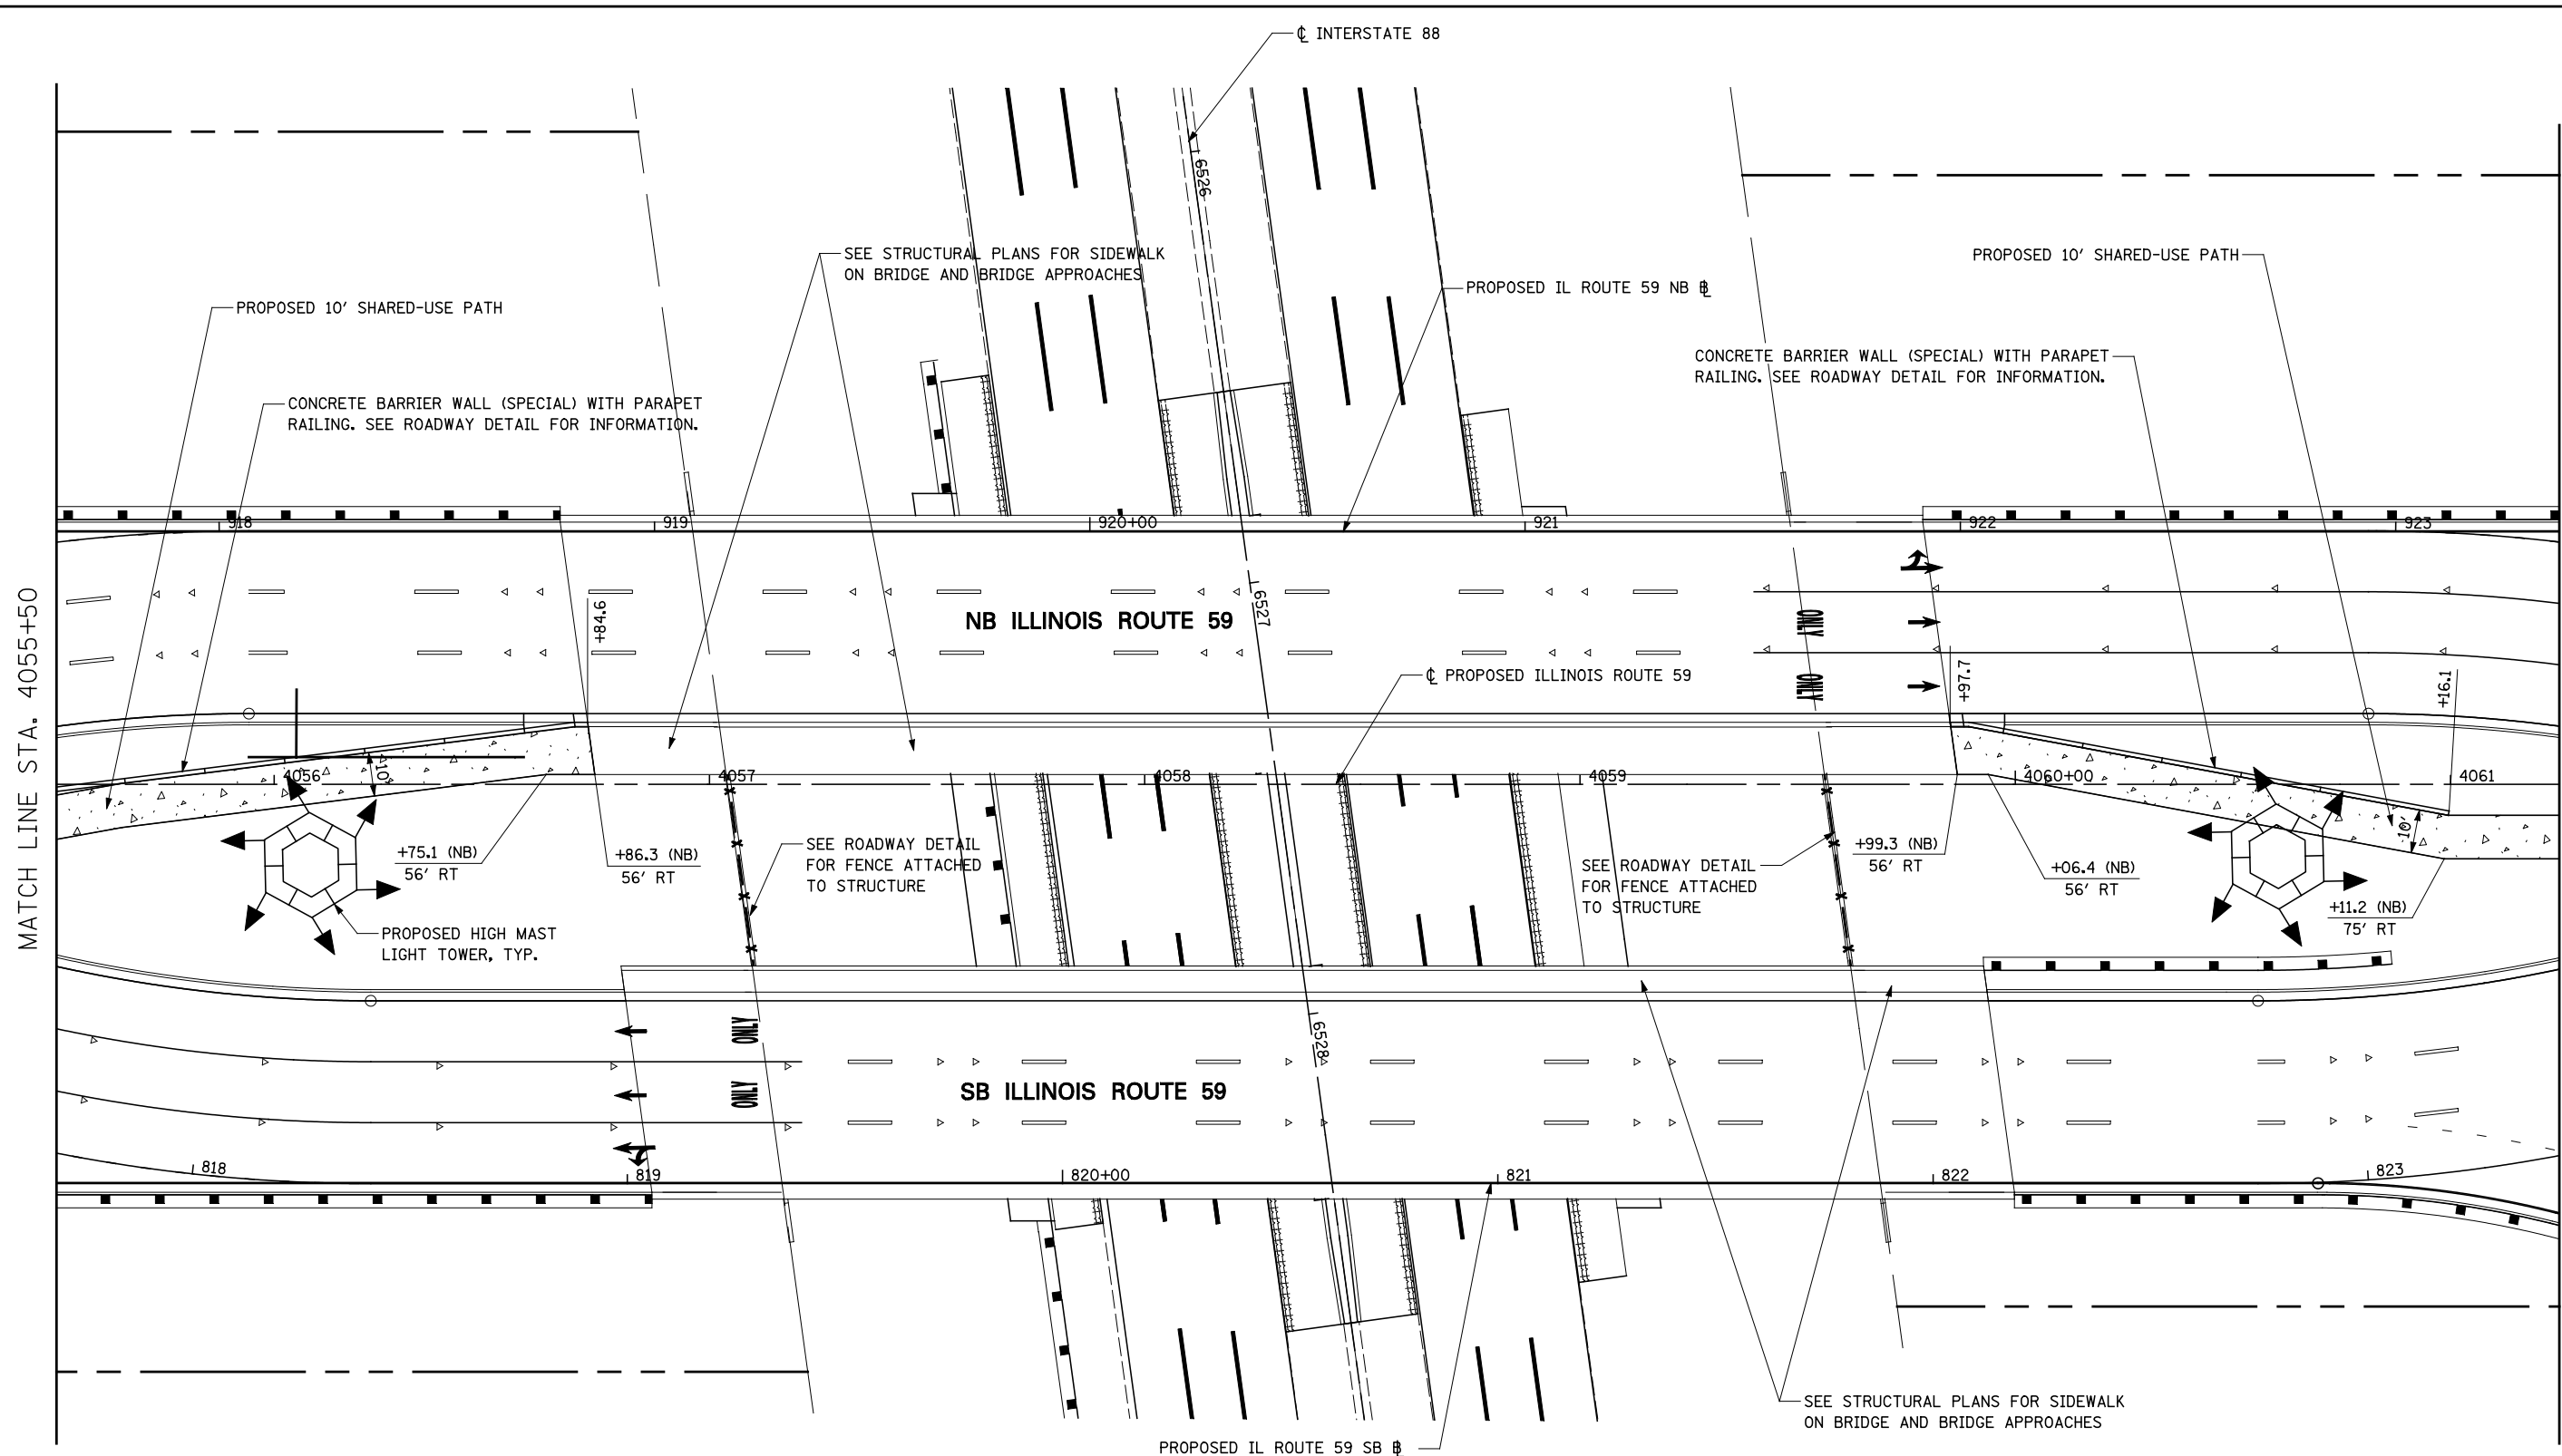 ℄ INTERSTATE 88
SEE STRUCTURAL PLANS FOR SIDEWALK
ON BRIDGE AND BRIDGE APPROACHES
PROPOSED 10' SHARED-USE PATH
PROPOSED IL ROUTE 59 NB ⅊
PROPOSED 10' SHARED-USE PATH
CONCRETE BARRIER WALL (SPECIAL) WITH PARAPET
RAILING. SEE ROADWAY DETAIL FOR INFORMATION.
CONCRETE BARRIER WALL (SPECIAL) WITH PARAPET
RAILING. SEE ROADWAY DETAIL FOR INFORMATION.
6526
918
919
920+00
921
922
923
MATCH LINE STA. 4055+50
+84.6
NB ILLINOIS ROUTE 59
6527
ONLY
ONLY
℄ PROPOSED ILLINOIS ROUTE 59
+97.7
+16.1
4056
10'
4057
4058
4059
4060+00
4061
10'
+75.1 (NB)
56' RT
+86.3 (NB)
56' RT
SEE ROADWAY DETAIL
FOR FENCE ATTACHED
TO STRUCTURE
SEE ROADWAY DETAIL
FOR FENCE ATTACHED
TO STRUCTURE
+99.3 (NB)
56' RT
+06.4 (NB)
56' RT
+11.2 (NB)
75' RT
PROPOSED HIGH MAST
LIGHT TOWER, TYP.
ONLY
ONLY
6528
SB ILLINOIS ROUTE 59
818
819
820+00
821
822
823
SEE STRUCTURAL PLANS FOR SIDEWALK
ON BRIDGE AND BRIDGE APPROACHES
PROPOSED IL ROUTE 59 SB ⅊